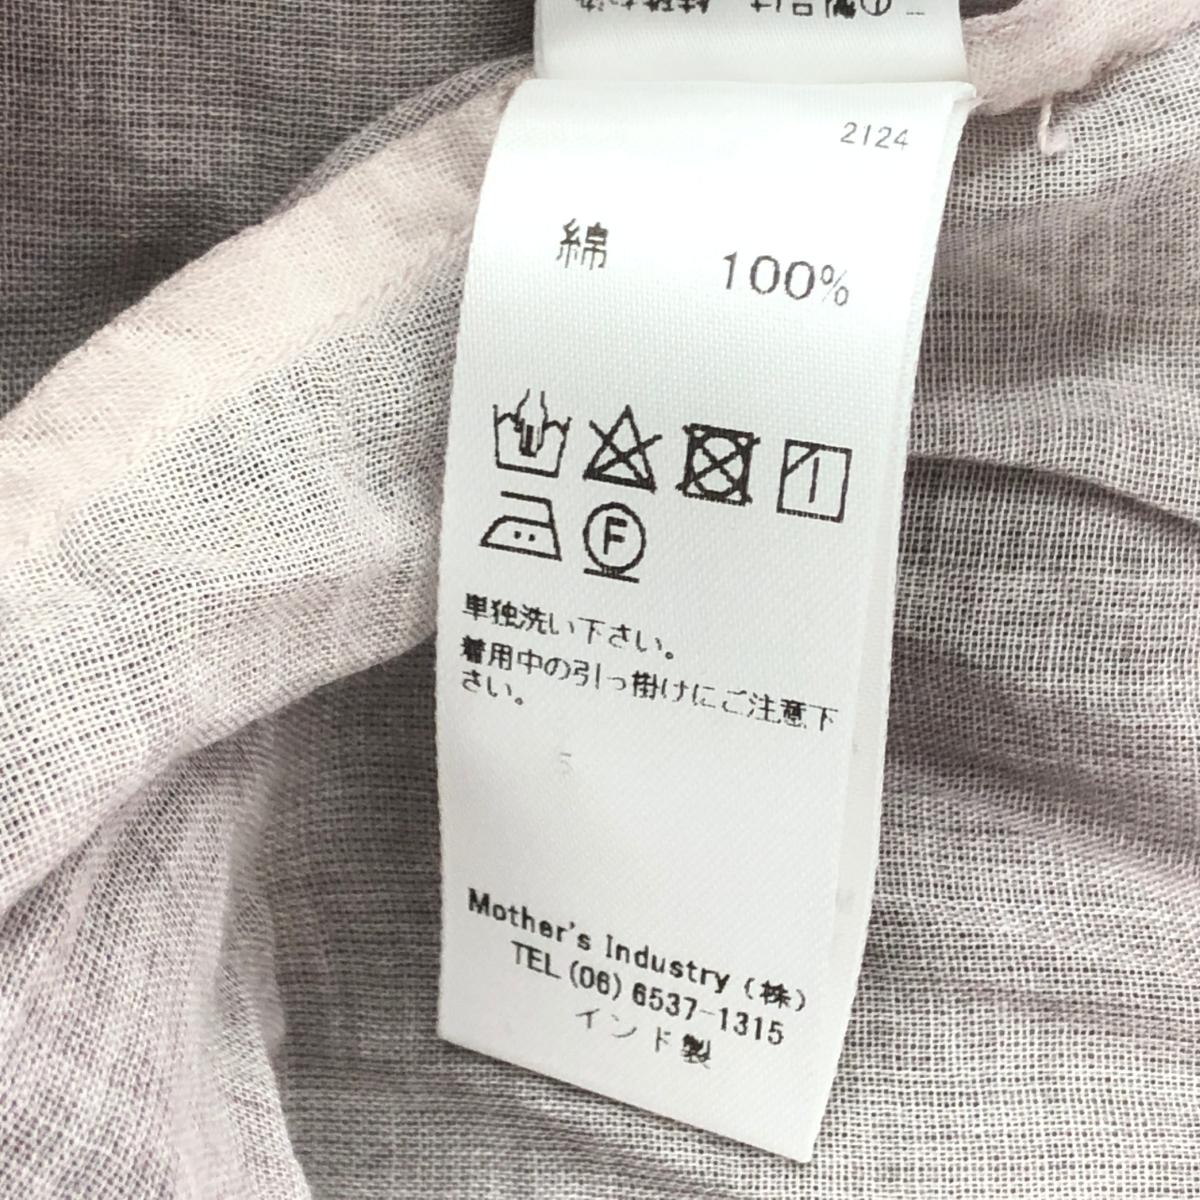 2124
綿 100%
F
単独洗い下さい。
着用中の引っ掛けにご注意下
さい。
5
Mother's Industry (株)
TEL (06) 6537-1315
インド製